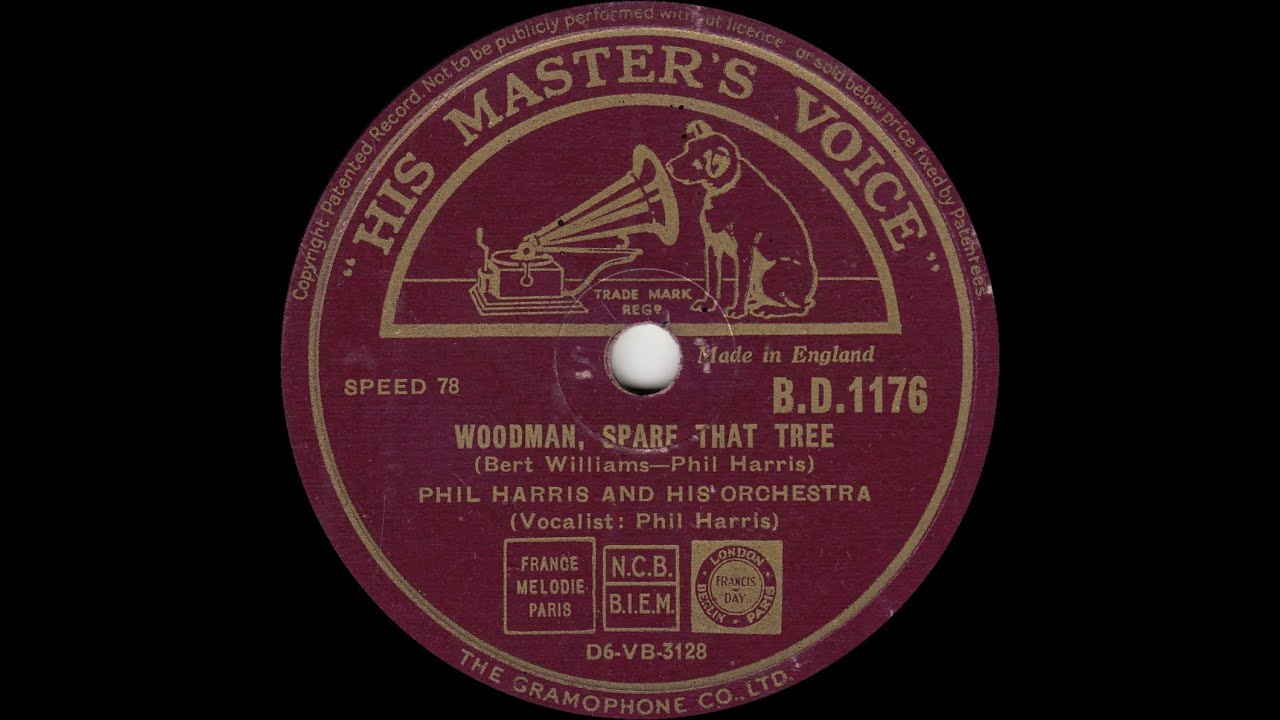 Copyright Patented Record. Not to be publicly performed without licence or sold below price fixed by Patentees
"HIS MASTER'S VOICE"
TRADE MARK
REGD
Made in England
SPEED 78
B.D.1176
WOODMAN, SPARE THAT TREE
(Bert Williams—Phil Harris)
PHIL HARRIS AND HIS ORCHESTRA
(Vocalist: Phil Harris)
FRANCE
MELODIE
PARIS
N.C.B.
B.I.E.M.
LONDON
BERLIN
PARIS
FRANCIS
DAY
D6-VB-3128
THE GRAMOPHONE CO., LTD.